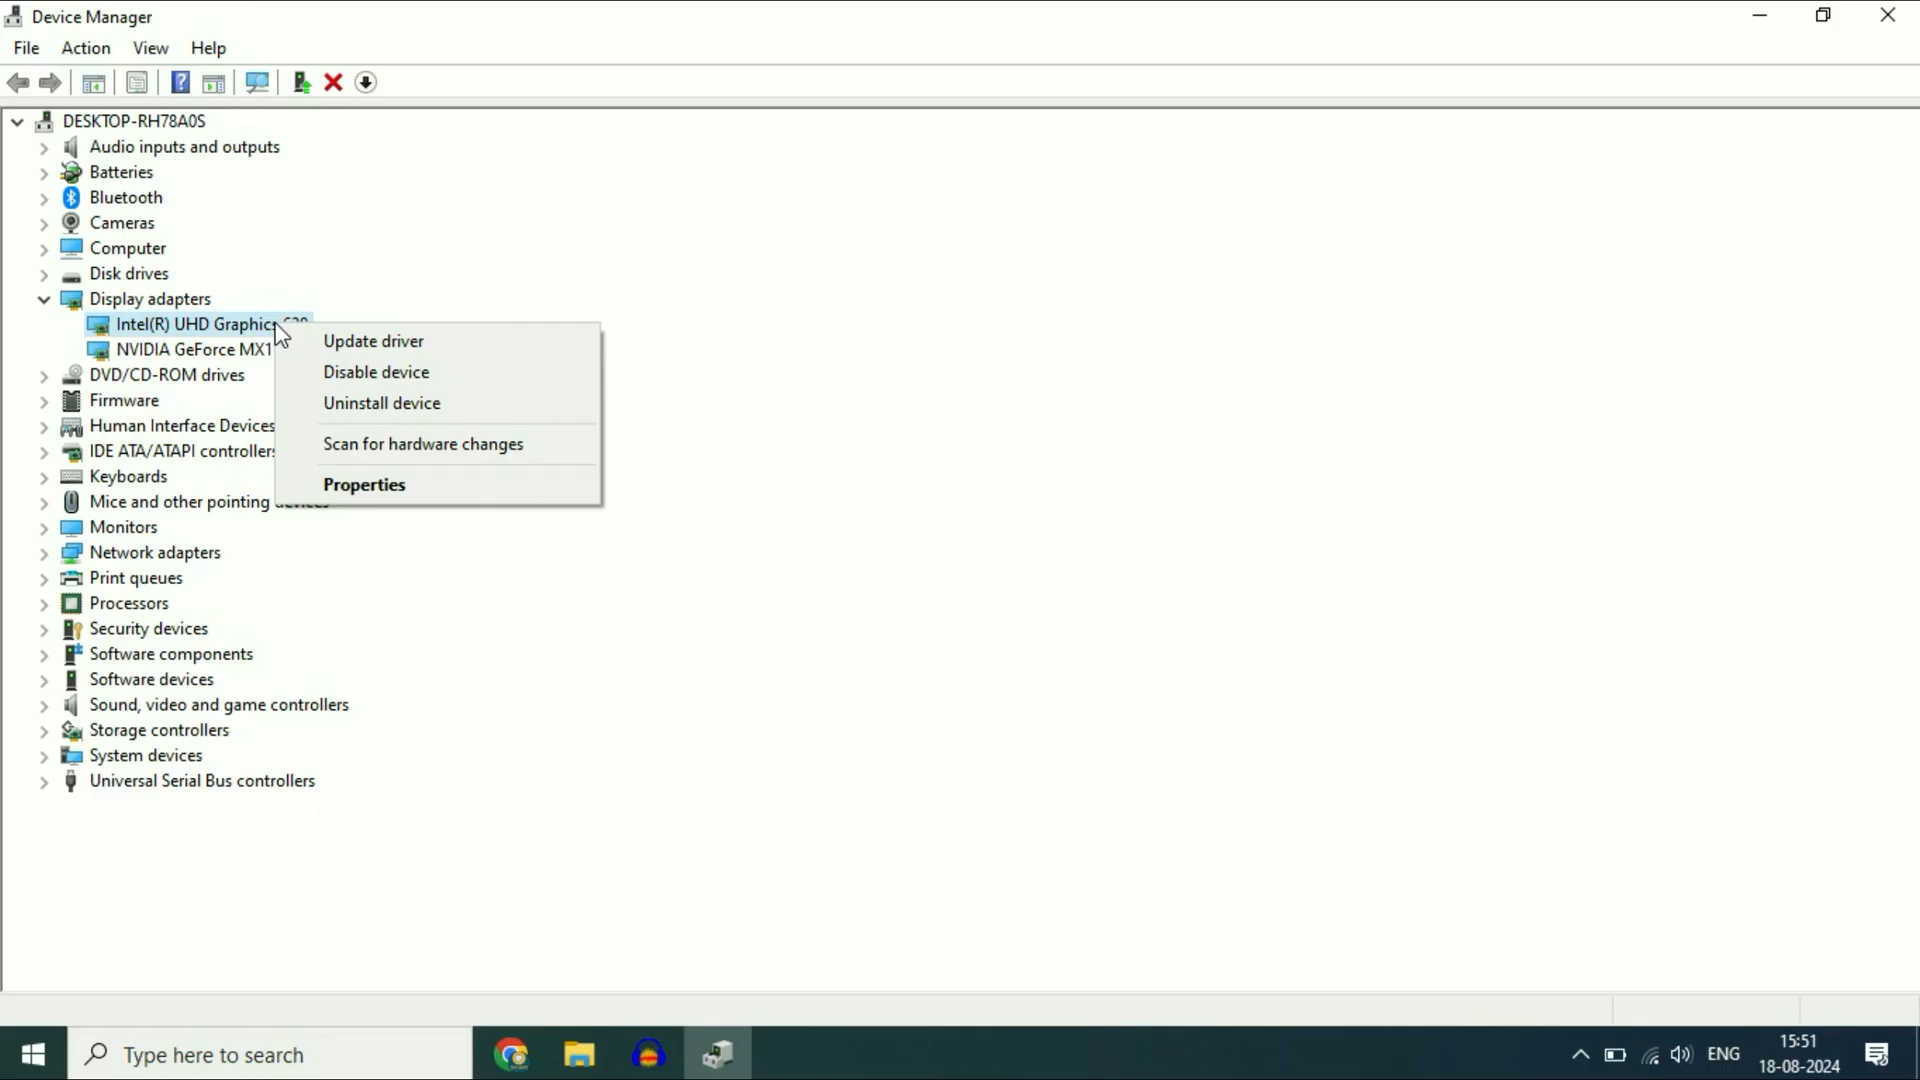 Device Manager
File Action View Help
DESKTOP-RH78A0S
Audio inputs and outputs
Batteries
Bluetooth
Cameras
Computer
Disk drives
Display adapters
Intel(R) UHD Graphics
NVIDIA GeForce MX1
Update driver
Disable device
Uninstall device
Scan for hardware changes
Properties
DVD/CD-ROM drives
Firmware
Human Interface Devices
IDE ATA/ATAPI controllers
Keyboards
Mice and other pointing devices
Monitors
Network adapters
Print queues
Processors
Security devices
Software components
Software devices
Sound, video and game controllers
Storage controllers
System devices
Universal Serial Bus controllers
Type here to search
ENG
15:51
18-08-2024